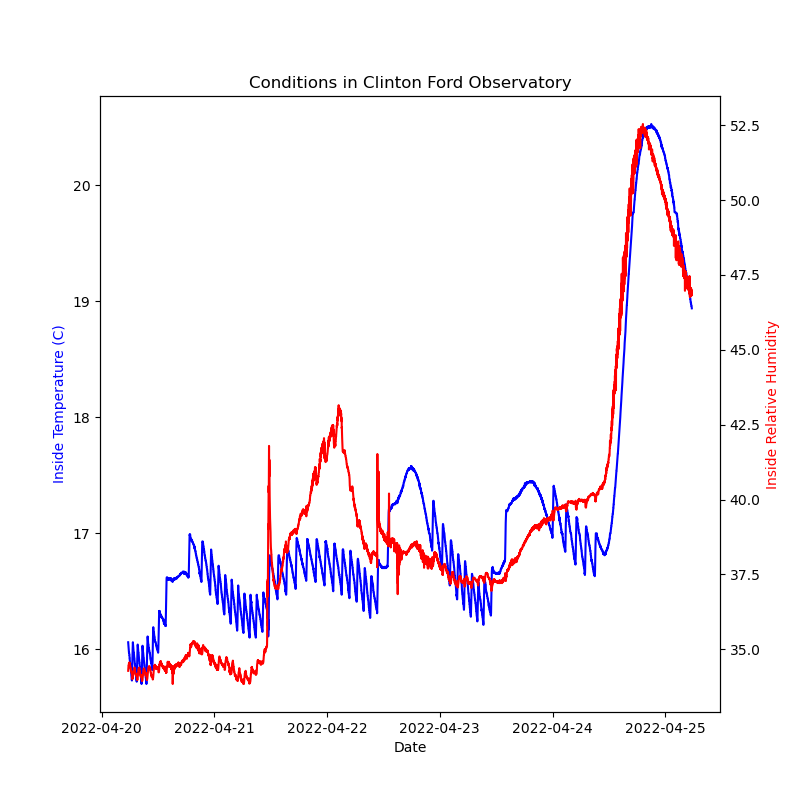 Conditions in Clinton Ford Observatory
Inside Temperature (C)
20
19
18
17
16
52.5
50.0
47.5
45.0
42.5
40.0
37.5
35.0
Inside Relative Humidity
2022-04-20 2022-04-21 2022-04-22 2022-04-23 2022-04-24 2022-04-25
Date